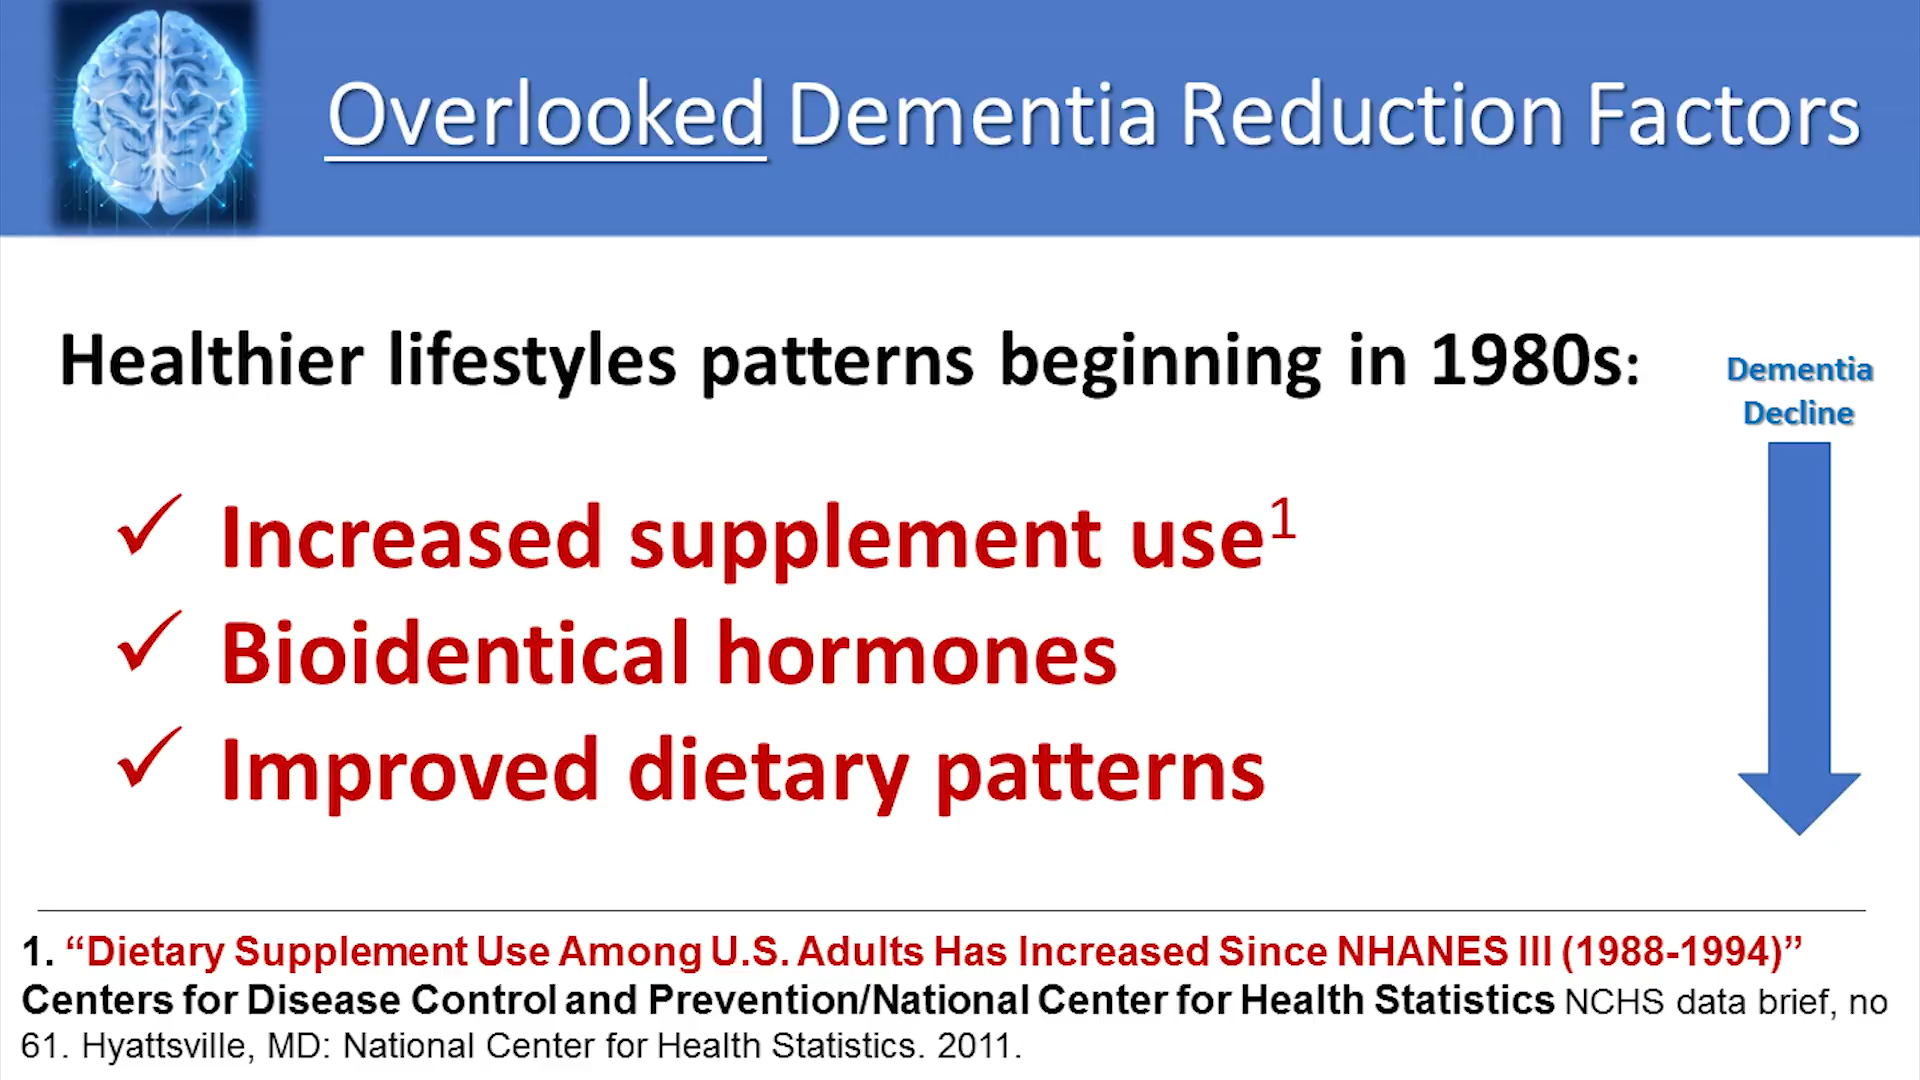 Overlooked Dementia Reduction Factors
Healthier lifestyles patterns beginning in 1980s:
Dementia
Decline
✓ Increased supplement use1
✓ Bioidentical hormones
✓ Improved dietary patterns
1. “Dietary Supplement Use Among U.S. Adults Has Increased Since NHANES III (1988-1994)”
Centers for Disease Control and Prevention/National Center for Health Statistics NCHS data brief, no
61. Hyattsville, MD: National Center for Health Statistics. 2011.